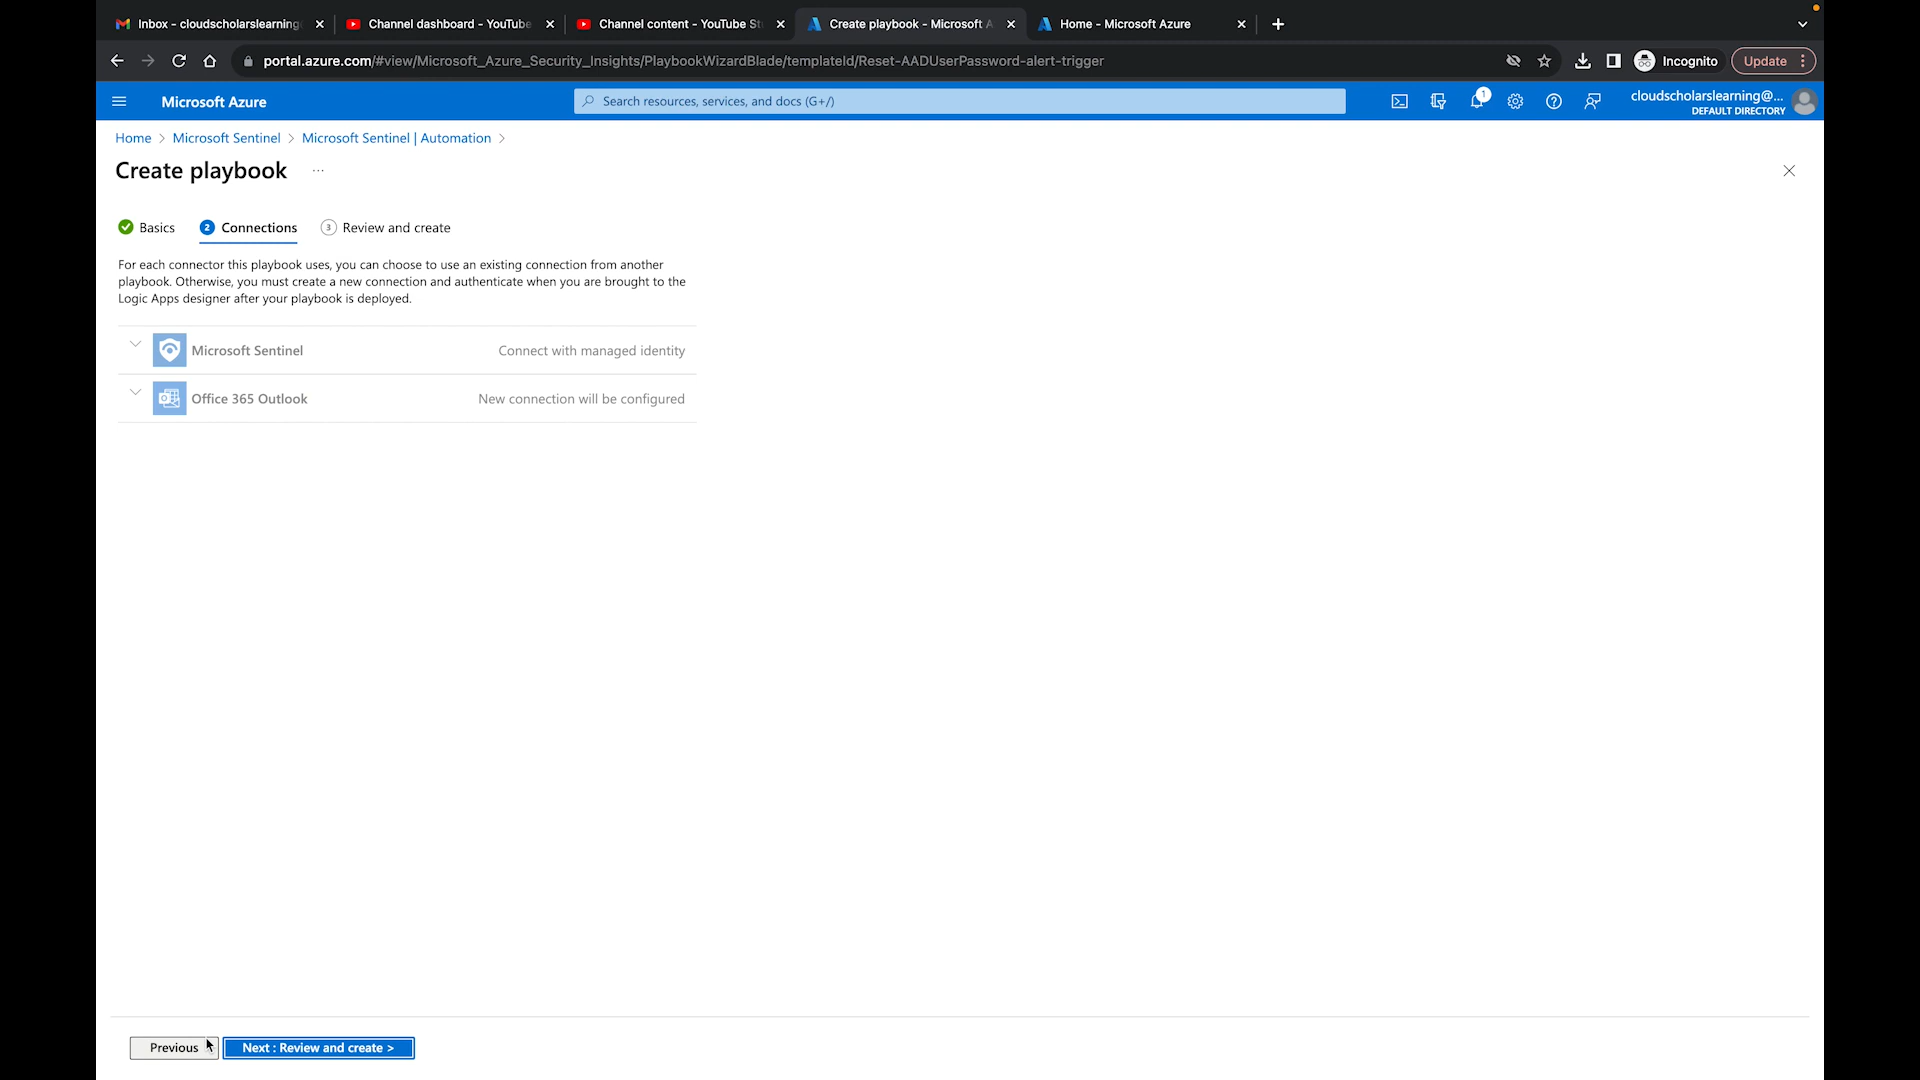 Inbox - cloudscholarslearning
Channel dashboard - YouTube
Channel content - YouTube St
Create playbook - Microsoft A
Home - Microsoft Azure
portal.azure.com/#view/Microsoft_Azure_Security_Insights/PlaybookWizardBlade/templateId/Reset-AADUserPassword-alert-trigger
Incognito
Update
Microsoft Azure
Search resources, services, and docs (G+/)
1
cloudscholarslearning@...
DEFAULT DIRECTORY
Home > Microsoft Sentinel > Microsoft Sentinel | Automation >
Create playbook ...
Basics
2 Connections
3 Review and create
For each connector this playbook uses, you can choose to use an existing connection from another
playbook. Otherwise, you must create a new connection and authenticate when you are brought to the
Logic Apps designer after your playbook is deployed.
Microsoft Sentinel
Connect with managed identity
Office 365 Outlook
New connection will be configured
Previous
Next : Review and create >